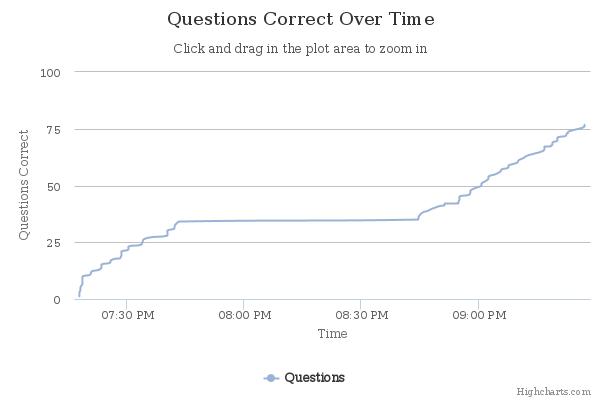 Questions Correct Over Time
Click and drag in the plot area to zoom in
Questions Correct
100
75
50
25
0
07:30 PM 08:00 PM 08:30 PM 09:00 PM
Time
Questions
Highcharts.com